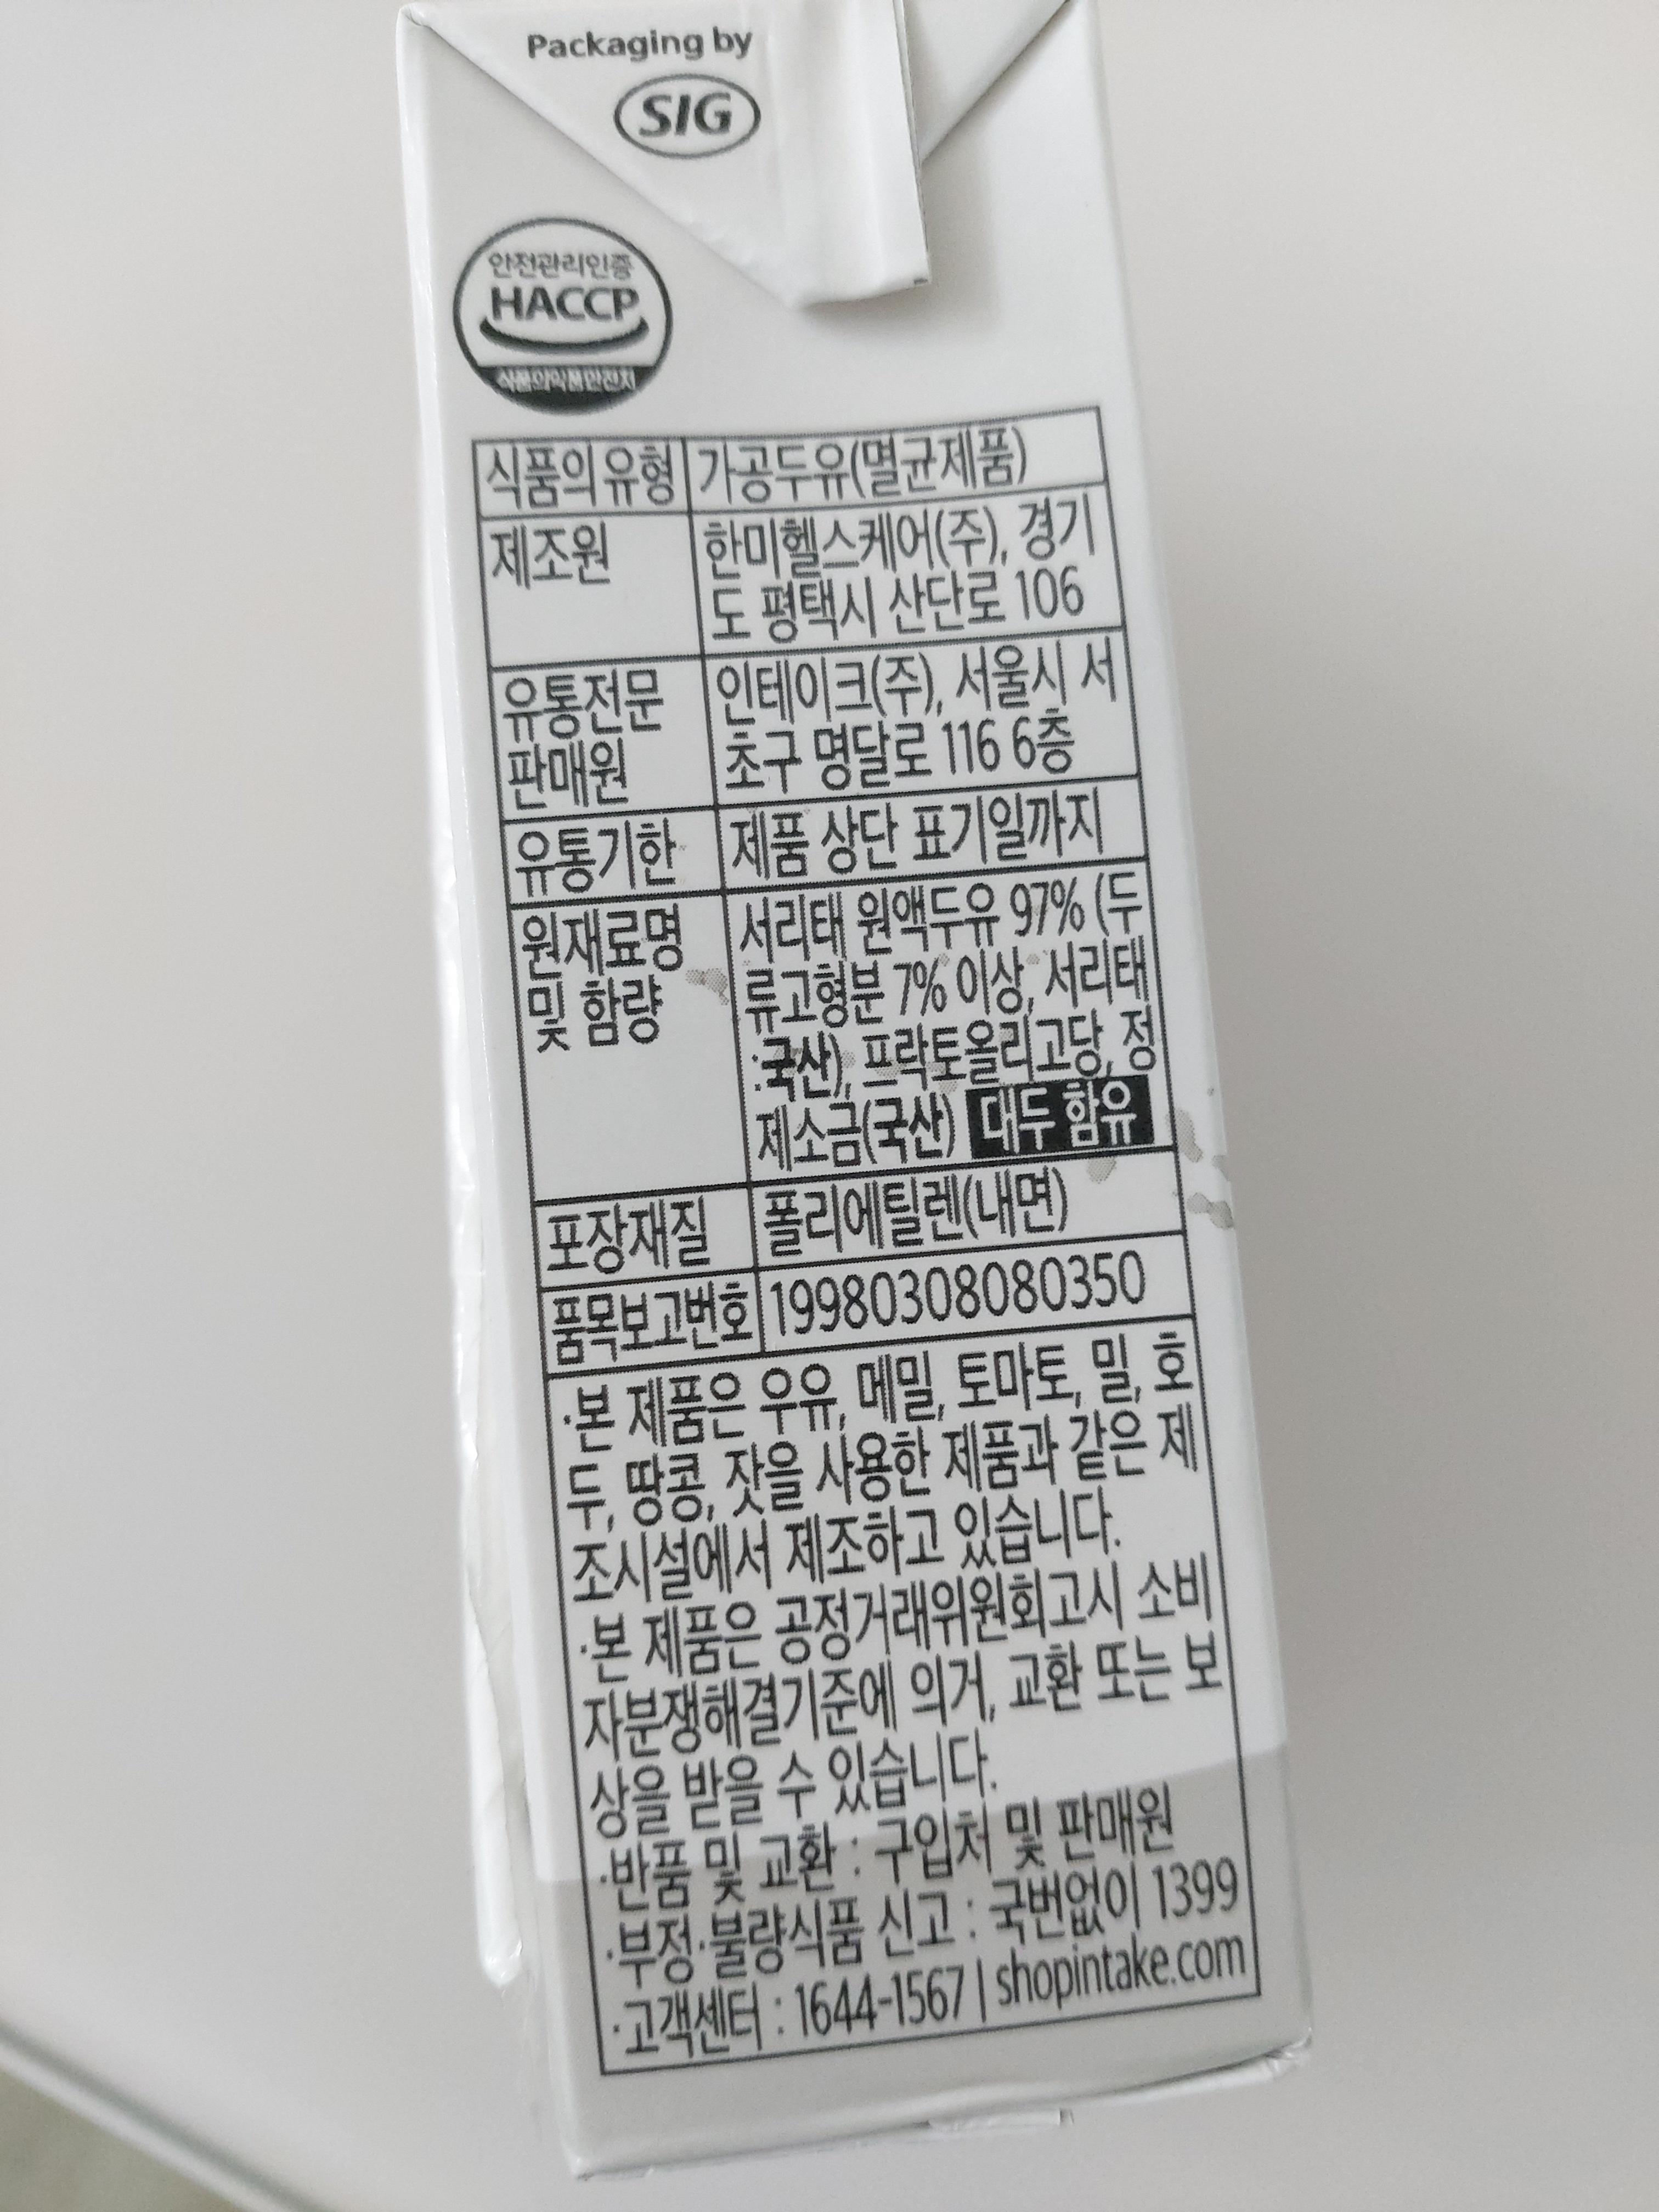 Packaging by
SIG
안전관리인증
HACCP
식품의약품안전처
식품의유형 가공두유(멸균제품)
제조원 한미헬스케어(주), 경기
도 평택시 산단로 106
유통전문 인테이크(주), 서울시 서
판매원 초구 명달로 116 6층
유통기한 제품 상단 표기일까지
원재료명 서리태 원액두유 97% (두
및 함량 류고형분 7% 이상, 서리태
:국산), 프락토올리고당, 정
제소금(국산) 대두 함유
포장재질 폴리에틸렌(내면)
품목보고번호 19980308080350
·본 제품은 우유, 메밀, 토마토, 밀, 호
두, 땅콩, 잣을 사용한 제품과 같은 제
조시설에서 제조하고 있습니다.
·본 제품은 공정거래위원회고시 소비
자분쟁해결기준에 의거, 교환 또는 보
상을 받을 수 있습니다.
·반품 및 교환 : 구입처 및 판매원
·부정·불량식품 신고 : 국번없이 1399
·고객센터 : 1644-1567 | shopintake.com